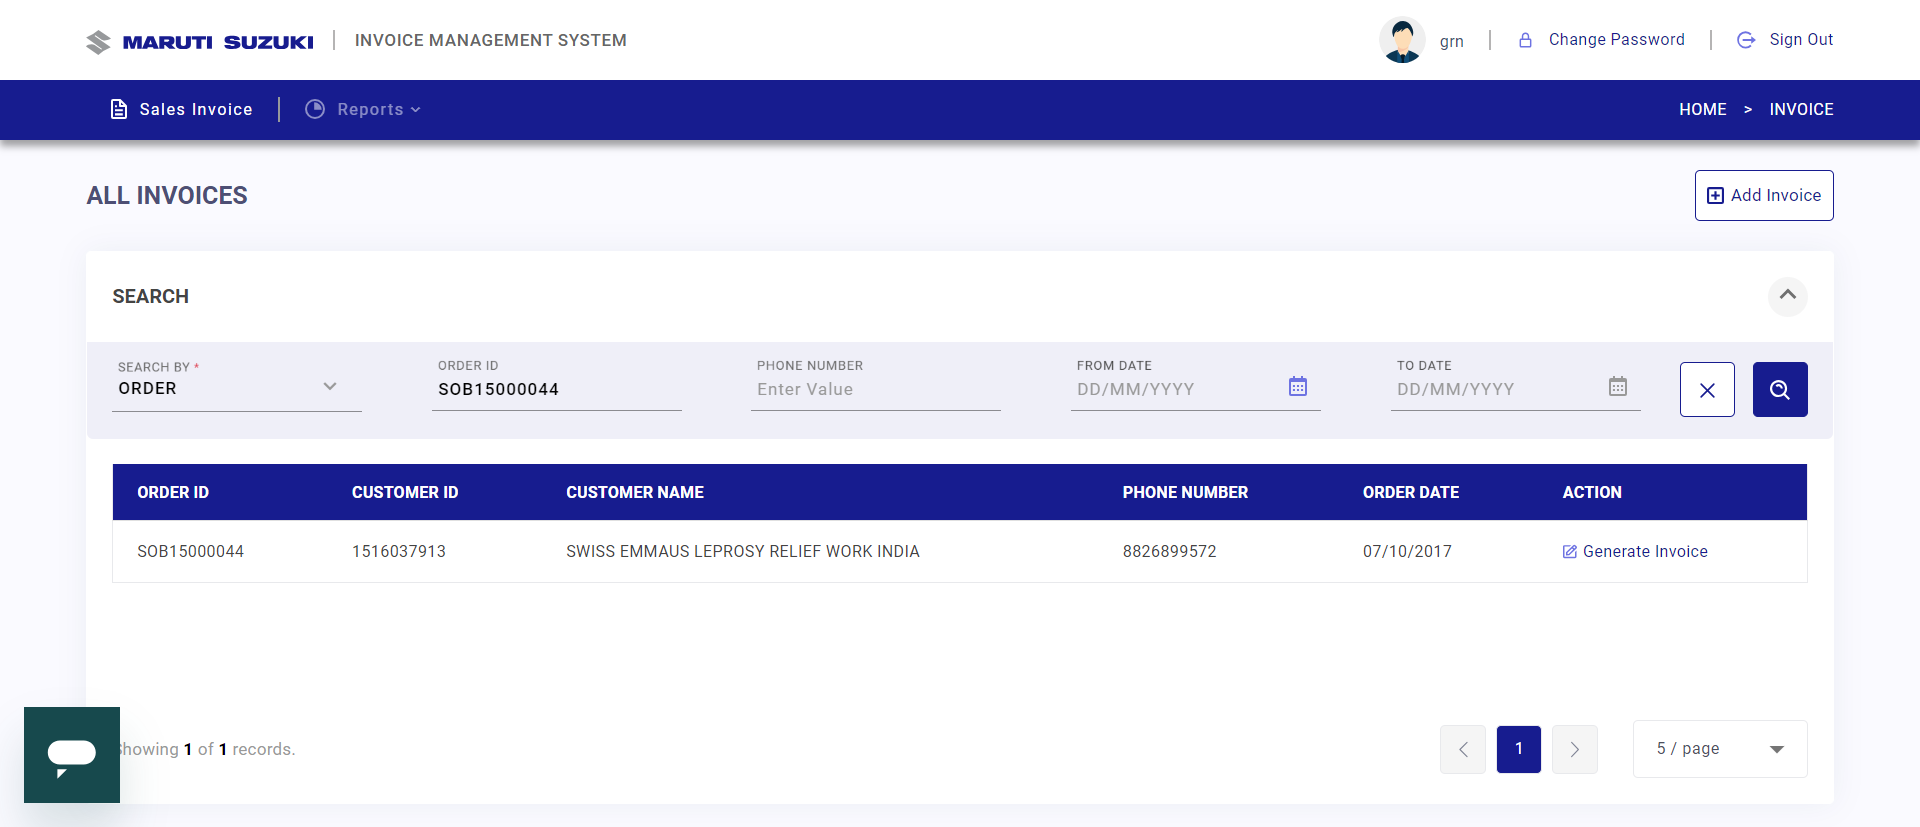 MARUTI SUZUKI
INVOICE MANAGEMENT SYSTEM
grn
Change Password
Sign Out
Sales Invoice
Reports
HOME > INVOICE
ALL INVOICES
Add Invoice
SEARCH
SEARCH BY *
ORDER
ORDER ID
SOB15000044
PHONE NUMBER
Enter Value
FROM DATE
DD/MM/YYYY
TO DATE
DD/MM/YYYY
ORDER ID CUSTOMER ID CUSTOMER NAME PHONE NUMBER ORDER DATE ACTION
SOB15000044 1516037913 SWISS EMMAUS LEPROSY RELIEF WORK INDIA 8826899572 07/10/2017 Generate Invoice
Showing 1 of 1 records.
1
5 / page